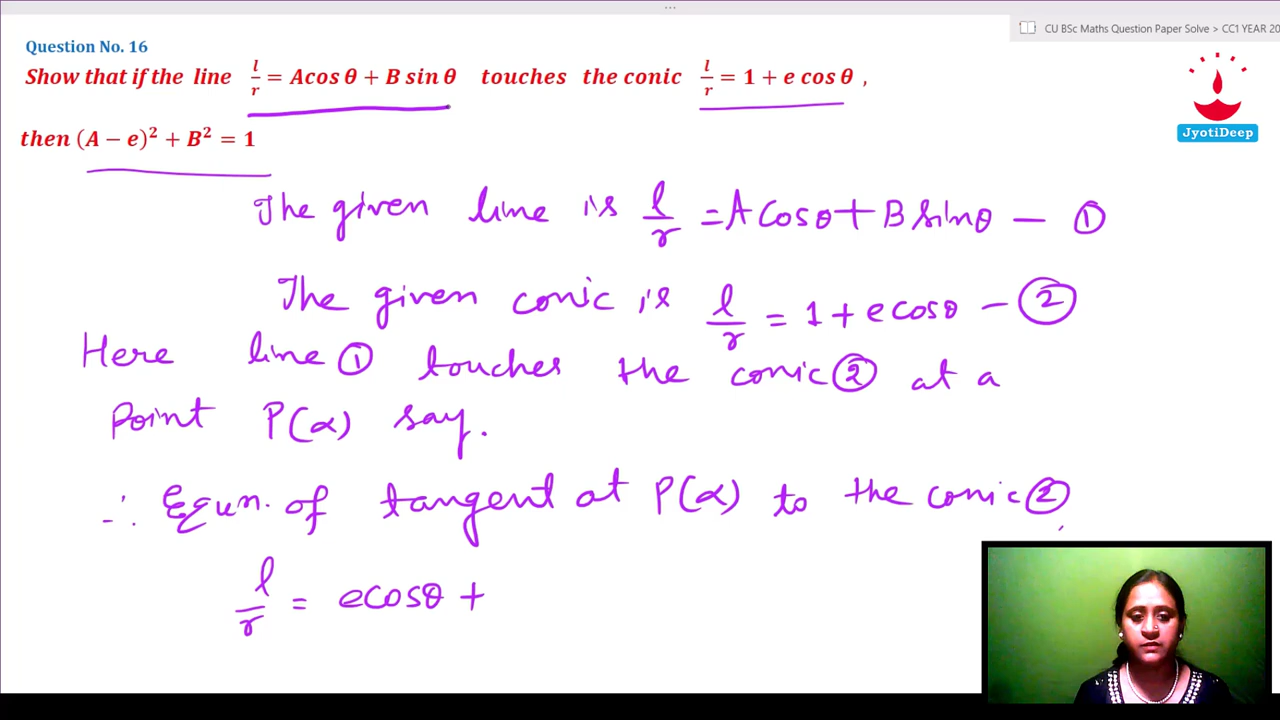 CU BSc Maths Question Paper Solve > CC1 YEAR 20
Question No. 16
Show that if the line l/r = Acos θ + B sin θ touches the conic l/r = 1 + e cos θ ,
then (A − e)² + B² = 1
JyotiDeep
The given line is l/r = A Cosθ + B sinθ — ①
The given conic is l/r = 1 + e cosθ — ②
Here line ① touches the conic ② at a
point P(α) say.
∴ Equn. of tangent at P(α) to the conic ②
l/r = e cosθ +